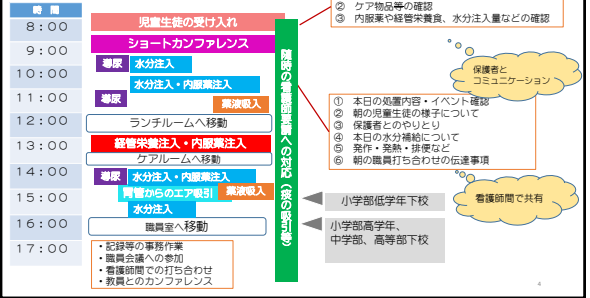 時間
8:00
9:00
10:00
11:00
12:00
13:00
14:00
15:00
16:00
17:00
児童生徒の受け入れ
ショートカンファレンス
導尿
水分注入
水分注入・内服薬注入
導尿
薬液吸入
ランチルームへ移動
経管栄養注入・内服薬注入
ケアルームへ移動
導尿
水分注入・内服薬注入
胃管からのエア吸引
薬液吸入
水分注入
職員室へ移動
・記録等の事務作業
・職員会議への参加
・看護師間での打ち合わせ
・教員とのカンファレンス
随時の看護師要請への対応(痰の吸引等)
② ケア物品等の確認
③ 内服薬や経管栄養食、水分注入量などの確認
保護者と
コミュニケーション
① 本日の処置内容・イベント確認
② 朝の児童生徒の様子について
③ 保護者とのやりとり
④ 本日の水分補給について
⑤ 発作・発熱・排便など
⑥ 朝の職員打ち合わせの伝達事項
看護師間で共有
小学部低学年下校
小学部高学年、
中学部、高等部下校
4